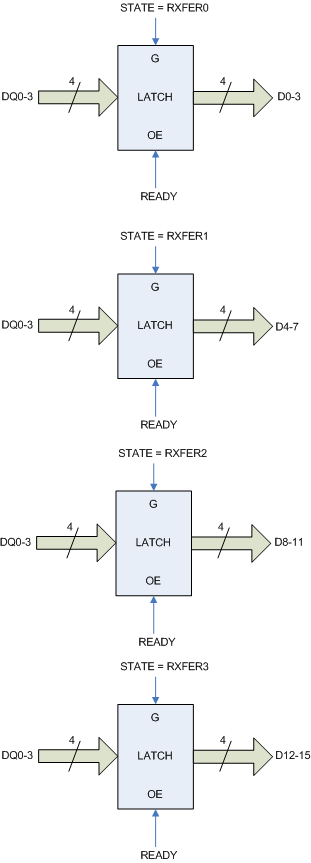 STATE = RXFER0
G
4
4
DQ0-3
LATCH
D0-3
OE
READY
STATE = RXFER1
G
4
4
DQ0-3
LATCH
D4-7
OE
READY
STATE = RXFER2
G
4
4
DQ0-3
LATCH
D8-11
OE
READY
STATE = RXFER3
G
4
4
DQ0-3
LATCH
D12-15
OE
READY